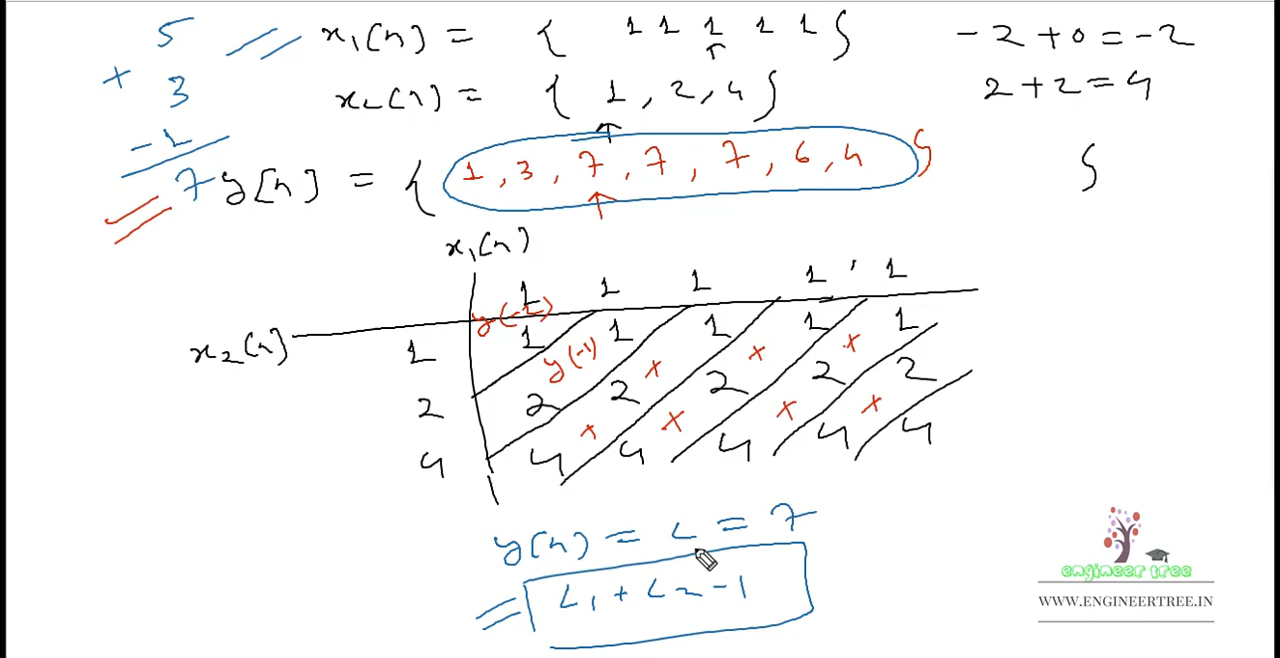 5 x₁(n) = { 1 1 1 1 1 } -2 + 0 = -2
↑
+ 3 x₂(n) = { 1 , 2 , 4 } 2 + 2 = 4
↑
- 1
7 y[n] = { 1 , 3 , 7 , 7 , 7 , 6 , 4 } }
↑
x₁(n)
1 1 1 1 , 1
y(-2)
x₂(n) 1 1 1 1 1 1
y(-1) x x x
2 2 2 2 2 2
x x x x
4 4 4 4 4 4
y(n) = L = 7
= L₁ + L₂ - 1
engineer tree
WWW.ENGINEERTREE.IN